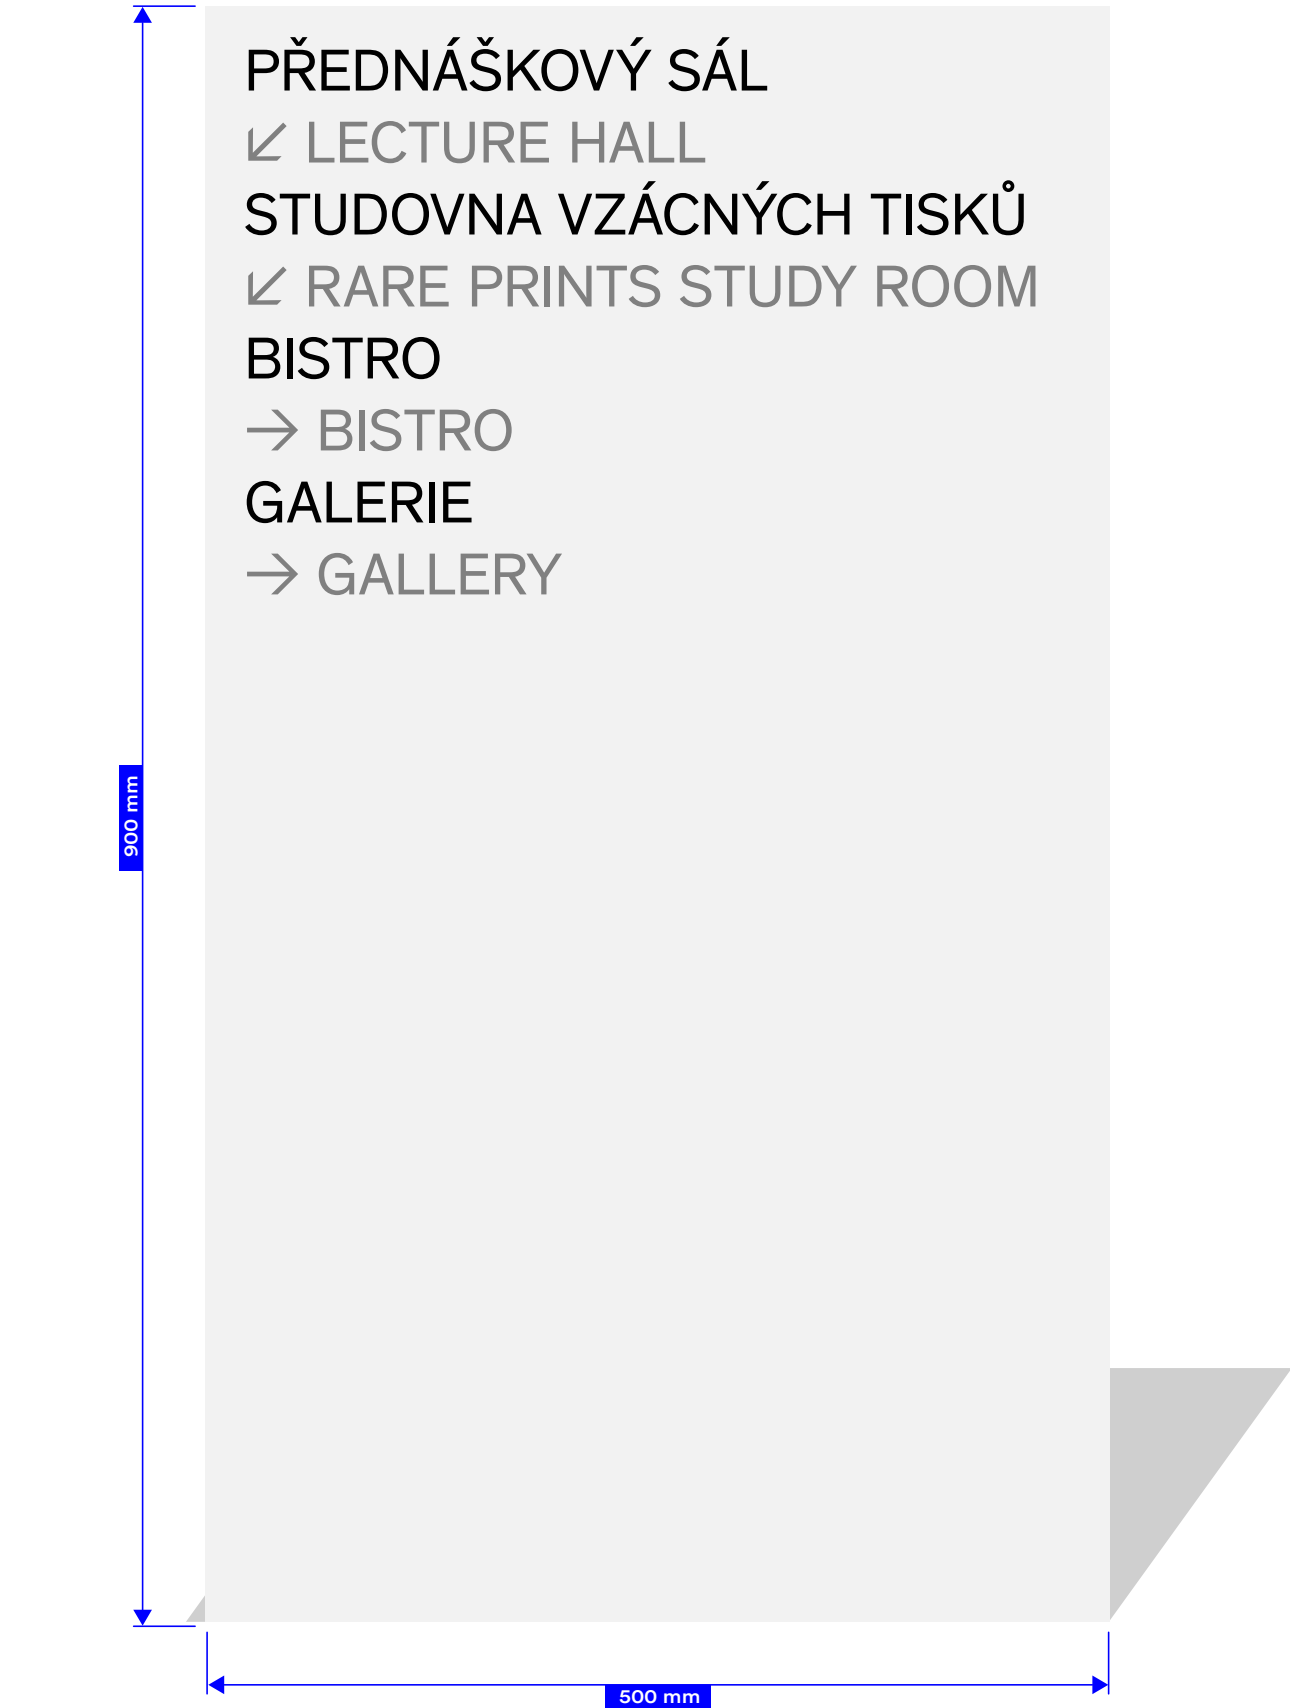 PŘEDNÁŠKOVÝ SÁL
↙ LECTURE HALL
STUDOVNA VZÁCNÝCH TISKŮ
↙ RARE PRINTS STUDY ROOM
BISTRO
→ BISTRO
GALERIE
→ GALLERY
900 mm
500 mm